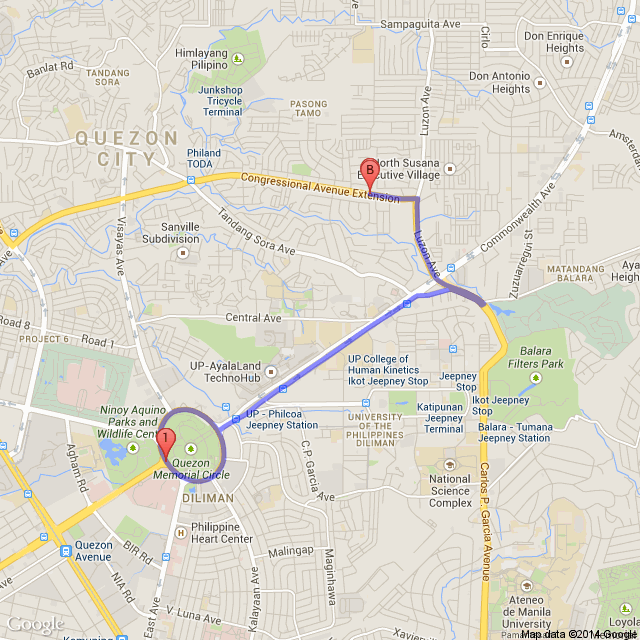 Sampaguita Ave
Cirlo
Don Enrique
Heights
Himlayang
Pilipino
Banlat Rd
TANDANG
SORA
Don Antonio
Heights
Junkshop
Tricycle
Terminal
PASONG
TAMO
Luzon Ave
Amsterdam
QUEZON
CITY
Philand
TODA
B
North Susana
Executive Village
Congressional Avenue Extension
Commonwealth Ave
Visayas Ave
Tandang Sora Ave
Sanville
Subdivision
Luzon Ave
Zuzuarregui St
MATANDANG
BALARA
Aya
Heigh
Road 8
Central Ave
PROJECT 6
Road 1
UP-AyalaLand
TechnoHub
UP College of
Human Kinetics
Ikot Jeepney Stop
Jeepney
Stop
Balara
Filters Park
Ninoy Aquino
Parks and
Wildlife Cent
UP - Philcoa
Jeepney Station
UNIVERSITY
OF THE
PHILIPPINES
DILIMAN
Katipunan
Jeepney
Terminal
Ikot Jeepney
Stop
Balara - Tumana
Jeepney Station
1
Quezon
Memorial Circle
Agham Rd
C.P. Garcia Ave
National
Science
Complex
Carlos P. Garcia Avenue
DILIMAN
Philippine
Heart Center
Quezon
Avenue
BIR Rd
Malingap
Maginhawa
NIA Rd
East Ave
Kalayaan Ave
V. Luna Ave
Ateneo
de Manila
University
Loyola
Google
Kamuning
Xavierville
Map data ©2014 Google